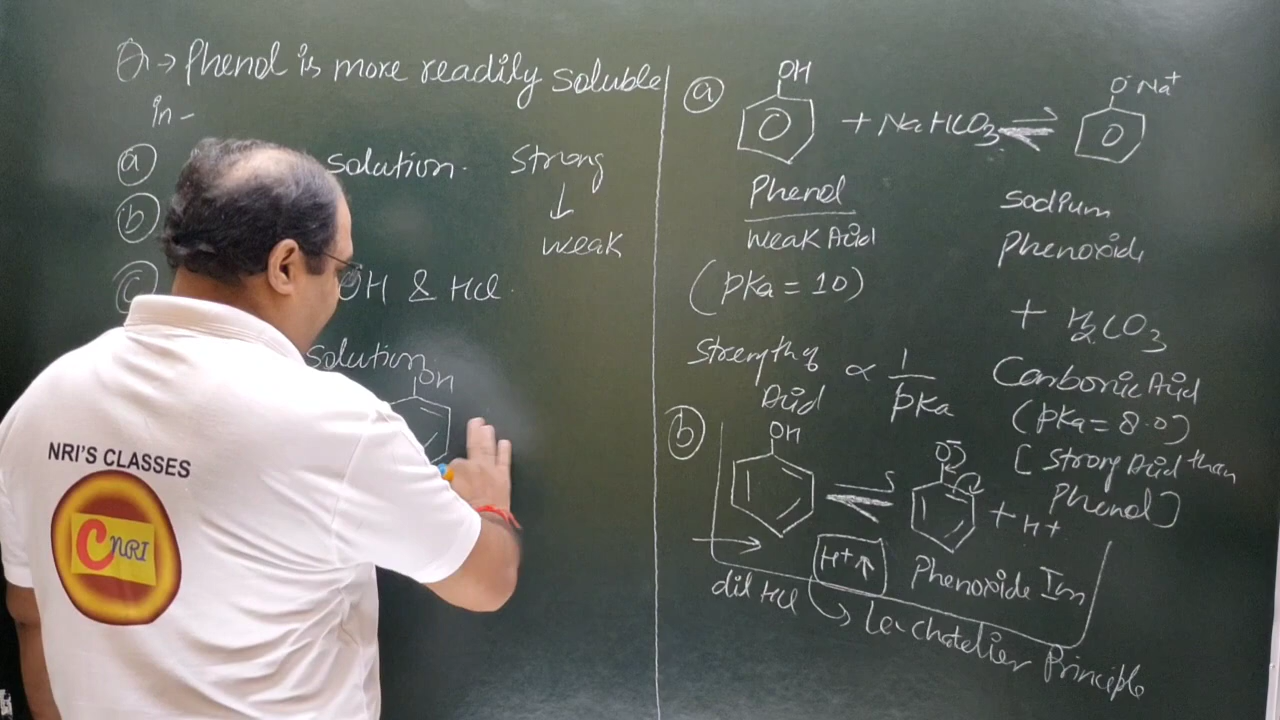 Q → Phenol is more readily soluble
in -
(a) solution. Strong
↓
(b) weak
(c) OH & HCl.
solution.
OH
(a) OH + NaHCO3 ⇌ O⁻Na⁺
Phenol
Weak Acid
(pKa = 10)
Sodium
Phenoxide
+ H2CO3
Strength of Acid ∝ 1/pKa
Carbonic Acid
(pKa = 8.0)
[Strong Acid than
Phenol]
(b) OH ⇌ O⁻ + H+
H+ ↑
Phenoxide Ion
dil HCl
Le-chatelier Principle
NRI'S CLASSES
CNRI